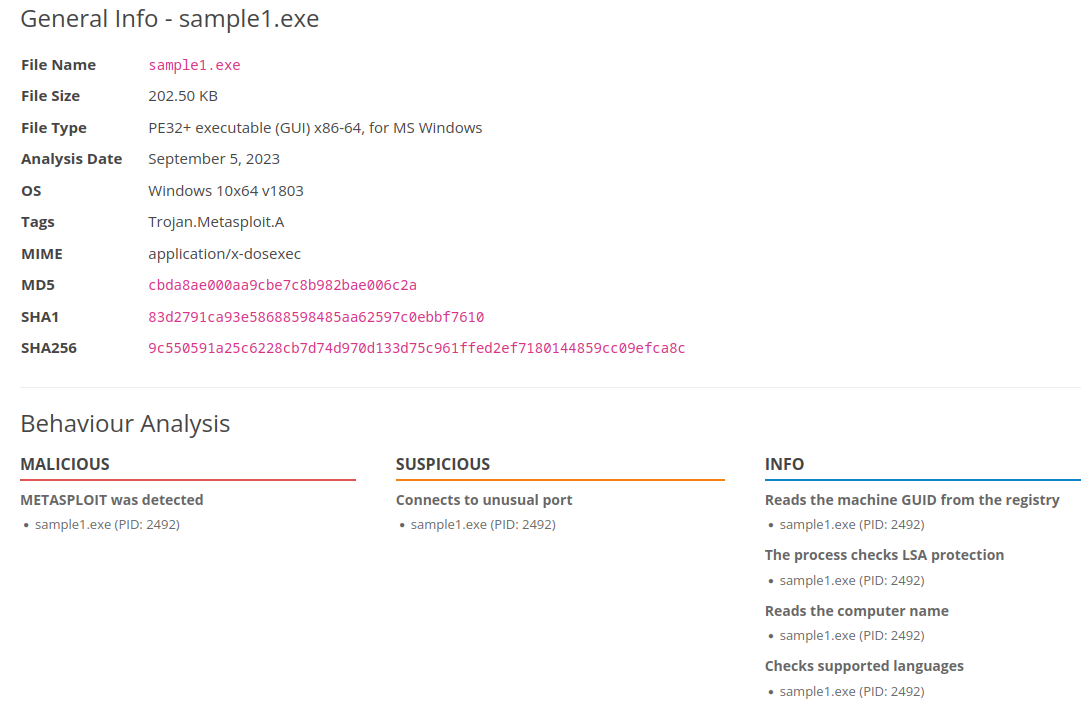 General Info - sample1.exe
File Name sample1.exe
File Size 202.50 KB
File Type PE32+ executable (GUI) x86-64, for MS Windows
Analysis Date September 5, 2023
OS Windows 10x64 v1803
Tags Trojan.Metasploit.A
MIME application/x-dosexec
MD5 cbda8ae000aa9cbe7c8b982bae006c2a
SHA1 83d2791ca93e58688598485aa62597c0ebbf7610
SHA256 9c550591a25c6228cb7d74d970d133d75c961ffed2ef7180144859cc09efca8c
Behaviour Analysis
MALICIOUS
METASPLOIT was detected
• sample1.exe (PID: 2492)
SUSPICIOUS
Connects to unusual port
• sample1.exe (PID: 2492)
INFO
Reads the machine GUID from the registry
• sample1.exe (PID: 2492)
The process checks LSA protection
• sample1.exe (PID: 2492)
Reads the computer name
• sample1.exe (PID: 2492)
Checks supported languages
• sample1.exe (PID: 2492)